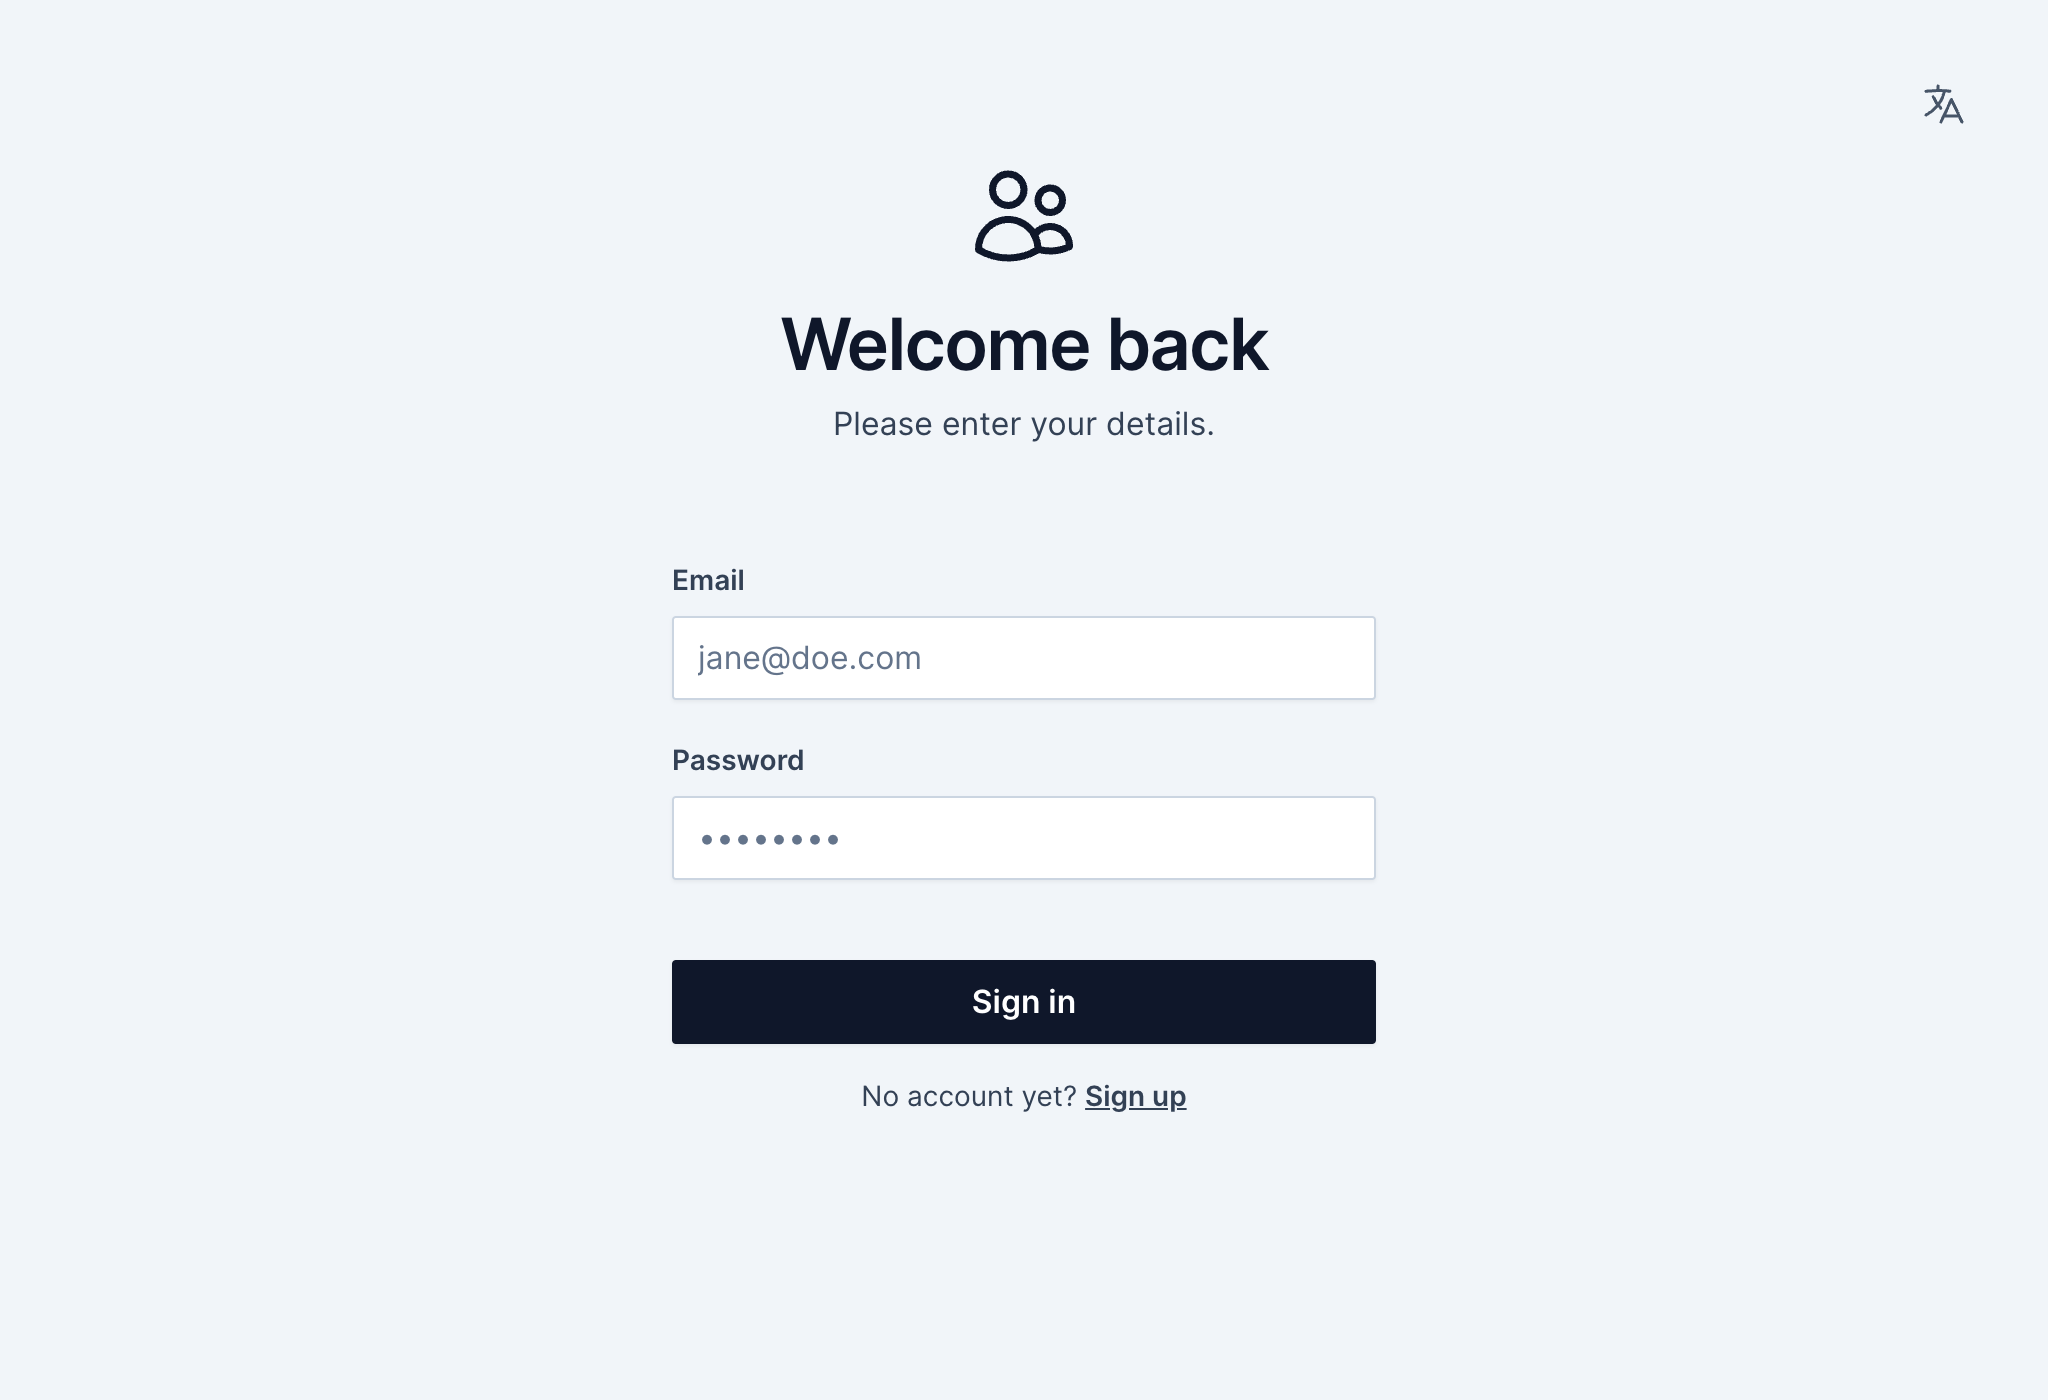 Welcome back
Please enter your details.
Email
jane@doe.com
Password
••••••••
Sign in
No account yet? Sign up